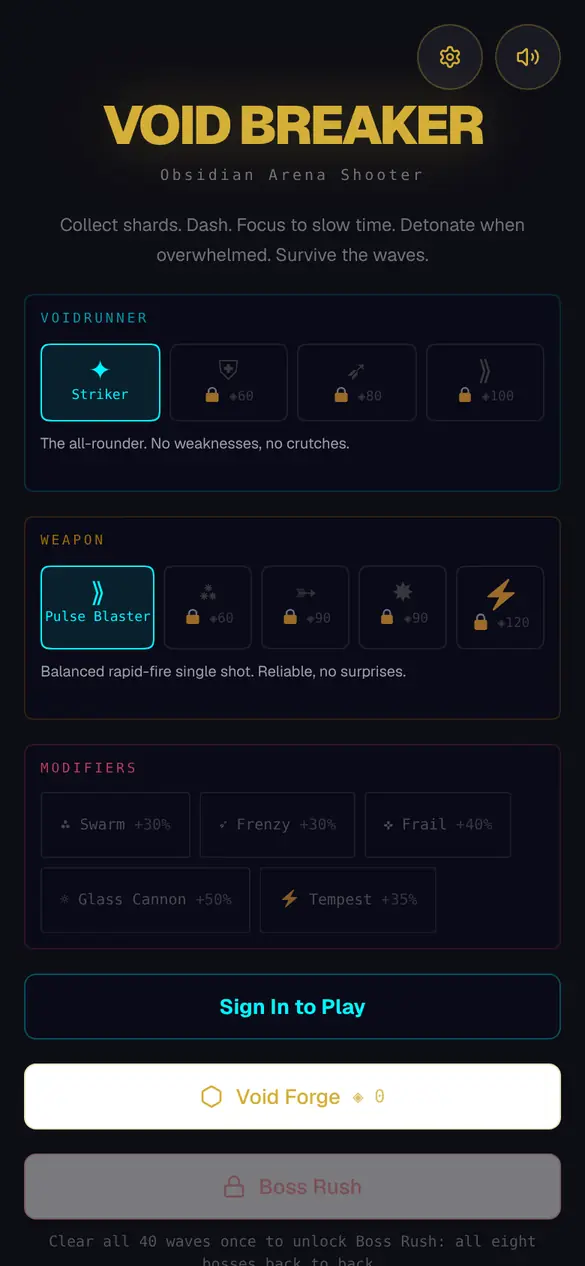 VOID BREAKER
Obsidian Arena Shooter
Collect shards. Dash. Focus to slow time. Detonate when
overwhelmed. Survive the waves.
VOIDRUNNER
Striker
◈60
◈80
◈100
The all-rounder. No weaknesses, no crutches.
WEAPON
Pulse Blaster
◈60
◈90
◈90
◈120
Balanced rapid-fire single shot. Reliable, no surprises.
MODIFIERS
Swarm +30%
Frenzy +30%
Frail +40%
Glass Cannon +50%
Tempest +35%
Sign In to Play
Void Forge ◈ 0
Boss Rush
Clear all 40 waves once to unlock Boss Rush: all eight
bosses back to back